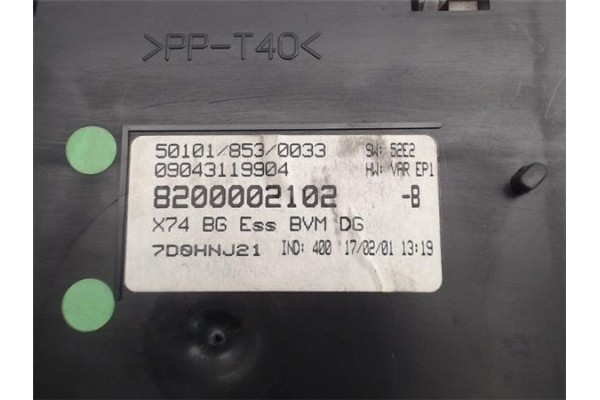 >PP-T40<
50101/853/0033 SW: 52E2
09043119904 HW: VAR EP1
8200002102 -B
X74 BG Ess BVM DG
7D0HNJ21 IND: 400 17/02/01 13:19